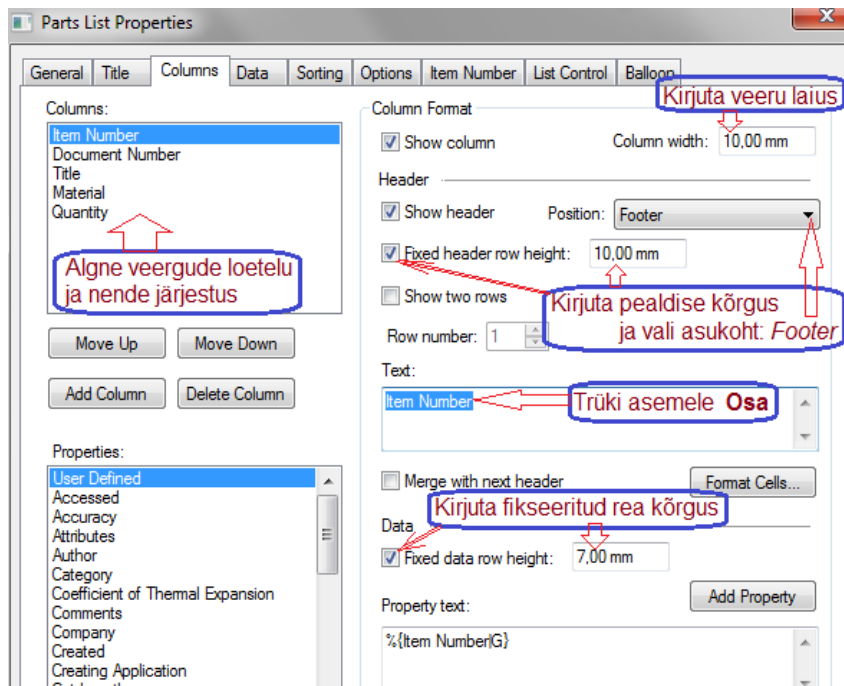 Parts List Properties
General Title Columns Data Sorting Options Item Number List Control Balloon
Kirjuta veeru laius
Columns:
Item Number
Document Number
Title
Material
Quantity
Algne veergude loetelu
ja nende järjestus
Move Up Move Down
Add Column Delete Column
Properties:
User Defined
Accessed
Accuracy
Attributes
Author
Category
Coefficient of Thermal Expansion
Comments
Company
Created
Creating Application
Column Format
Show column Column width: 10,00 mm
Header
Show header Position: Footer
Fixed header row height: 10,00 mm
Show two rows
Kirjuta pealdise kõrgus
ja vali asukoht: Footer
Row number: 1
Text:
Item Number
Trüki asemele Osa
Merge with next header Format Cells...
Kirjuta fikseeritud rea kõrgus
Data
Fixed data row height: 7,00 mm
Property text: Add Property
%{Item Number|G}